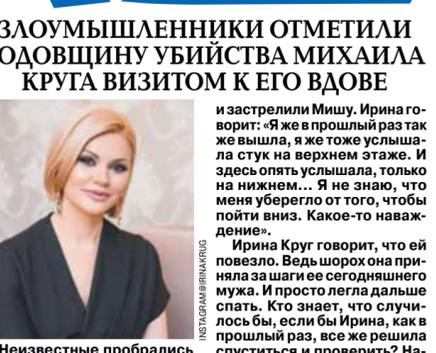 ЗЛОУМЫШЛЕННИКИ ОТМЕТИЛИ
ОДОВЩИНУ УБИЙСТВА МИХАИЛА
КРУГА ВИЗИТОМ К ЕГО ВДОВЕ
INSTAGRAM@IRINAKRUG
Неизвестные пробрались
и застрелили Мишу. Ирина го-
ворит: «Я же в прошлый раз так
же вышла, я же тоже услыша-
ла стук на верхнем этаже. И
здесь опять услышала, только
на нижнем... Я не знаю, что
меня уберегло от того, чтобы
пойти вниз. Какое-то наваж-
дение».
Ирина Круг говорит, что ей
повезло. Ведь шорох она при-
няла за шаги ее сегодняшнего
мужа. И просто легла дальше
спать. Кто знает, что случи-
лось бы, если бы Ирина, как в
прошлый раз, все же решила
спуститься и проверить? На-